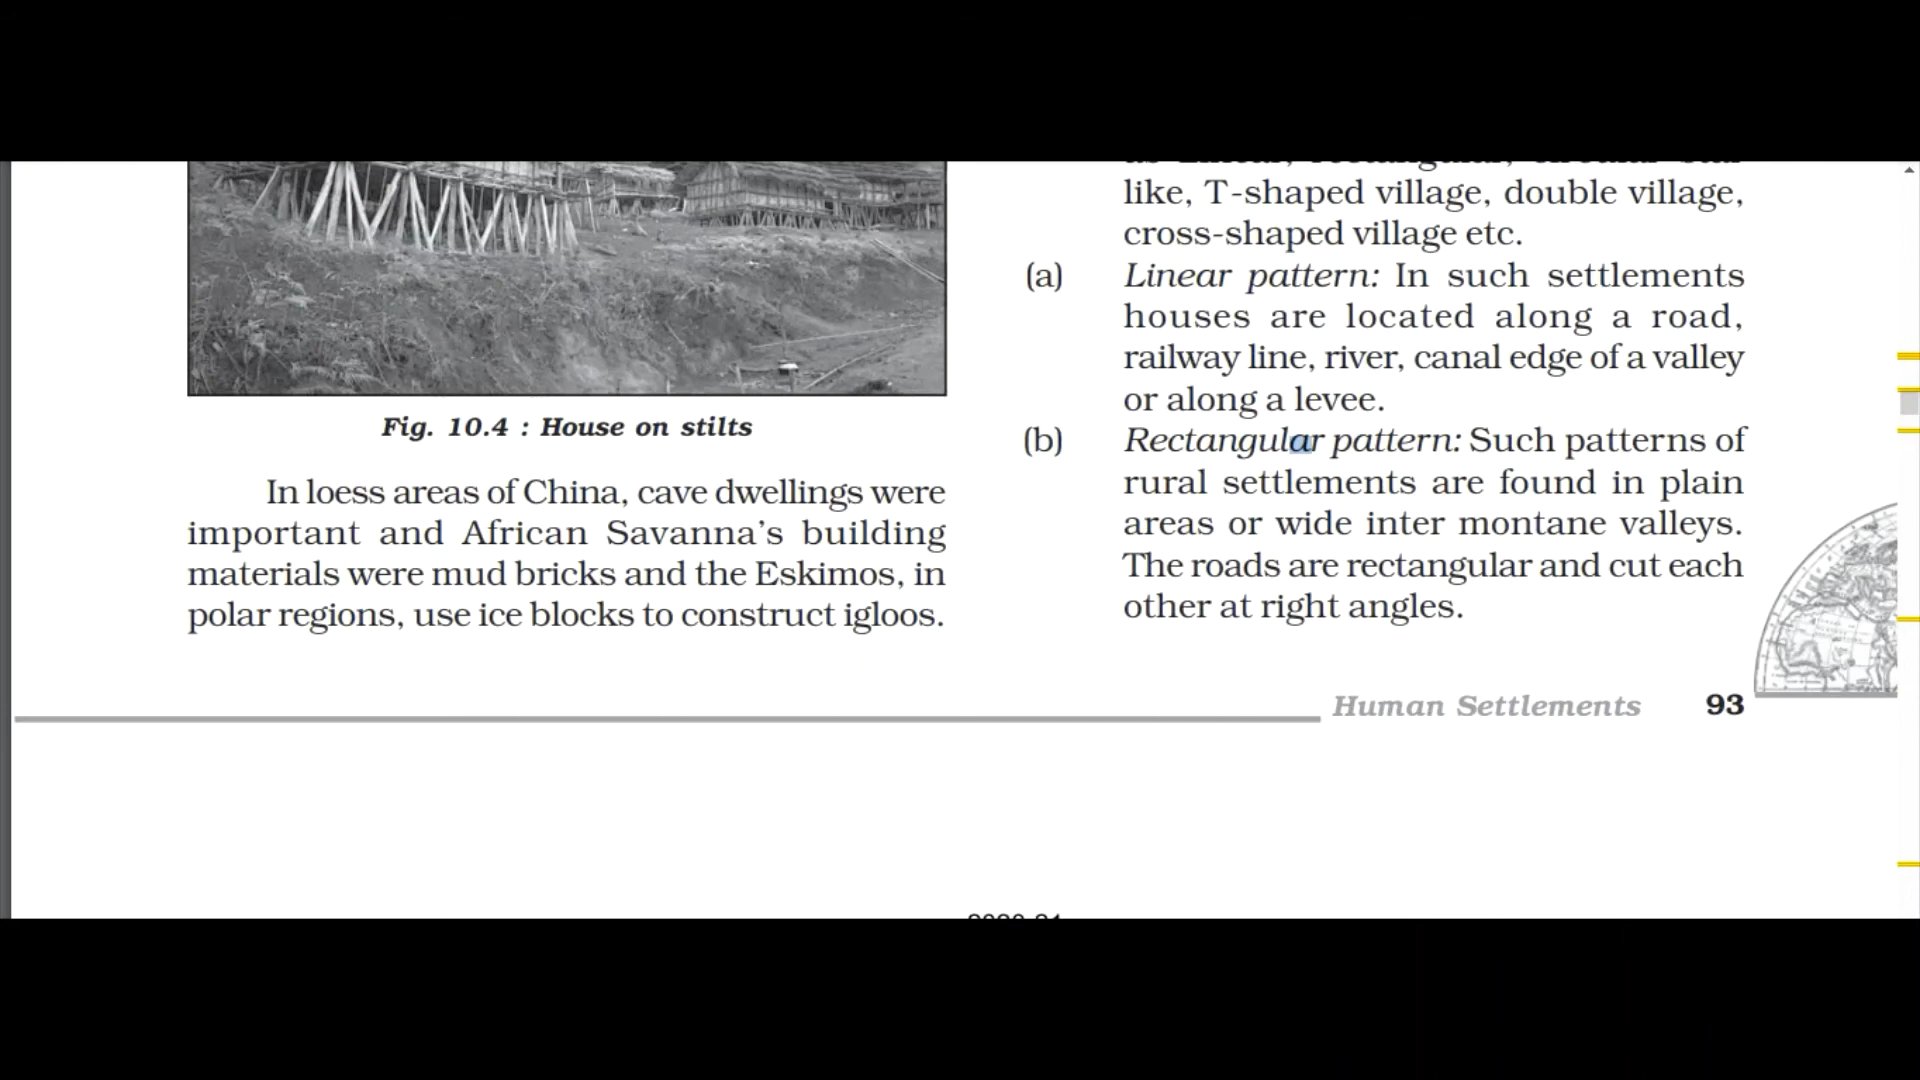 Fig. 10.4 : House on stilts
In loess areas of China, cave dwellings were
important and African Savanna’s building
materials were mud bricks and the Eskimos, in
polar regions, use ice blocks to construct igloos.
like, T-shaped village, double village,
cross-shaped village etc.
(a) Linear pattern: In such settlements
houses are located along a road,
railway line, river, canal edge of a valley
or along a levee.
(b) Rectangular pattern: Such patterns of
rural settlements are found in plain
areas or wide inter montane valleys.
The roads are rectangular and cut each
other at right angles.
Human Settlements 93